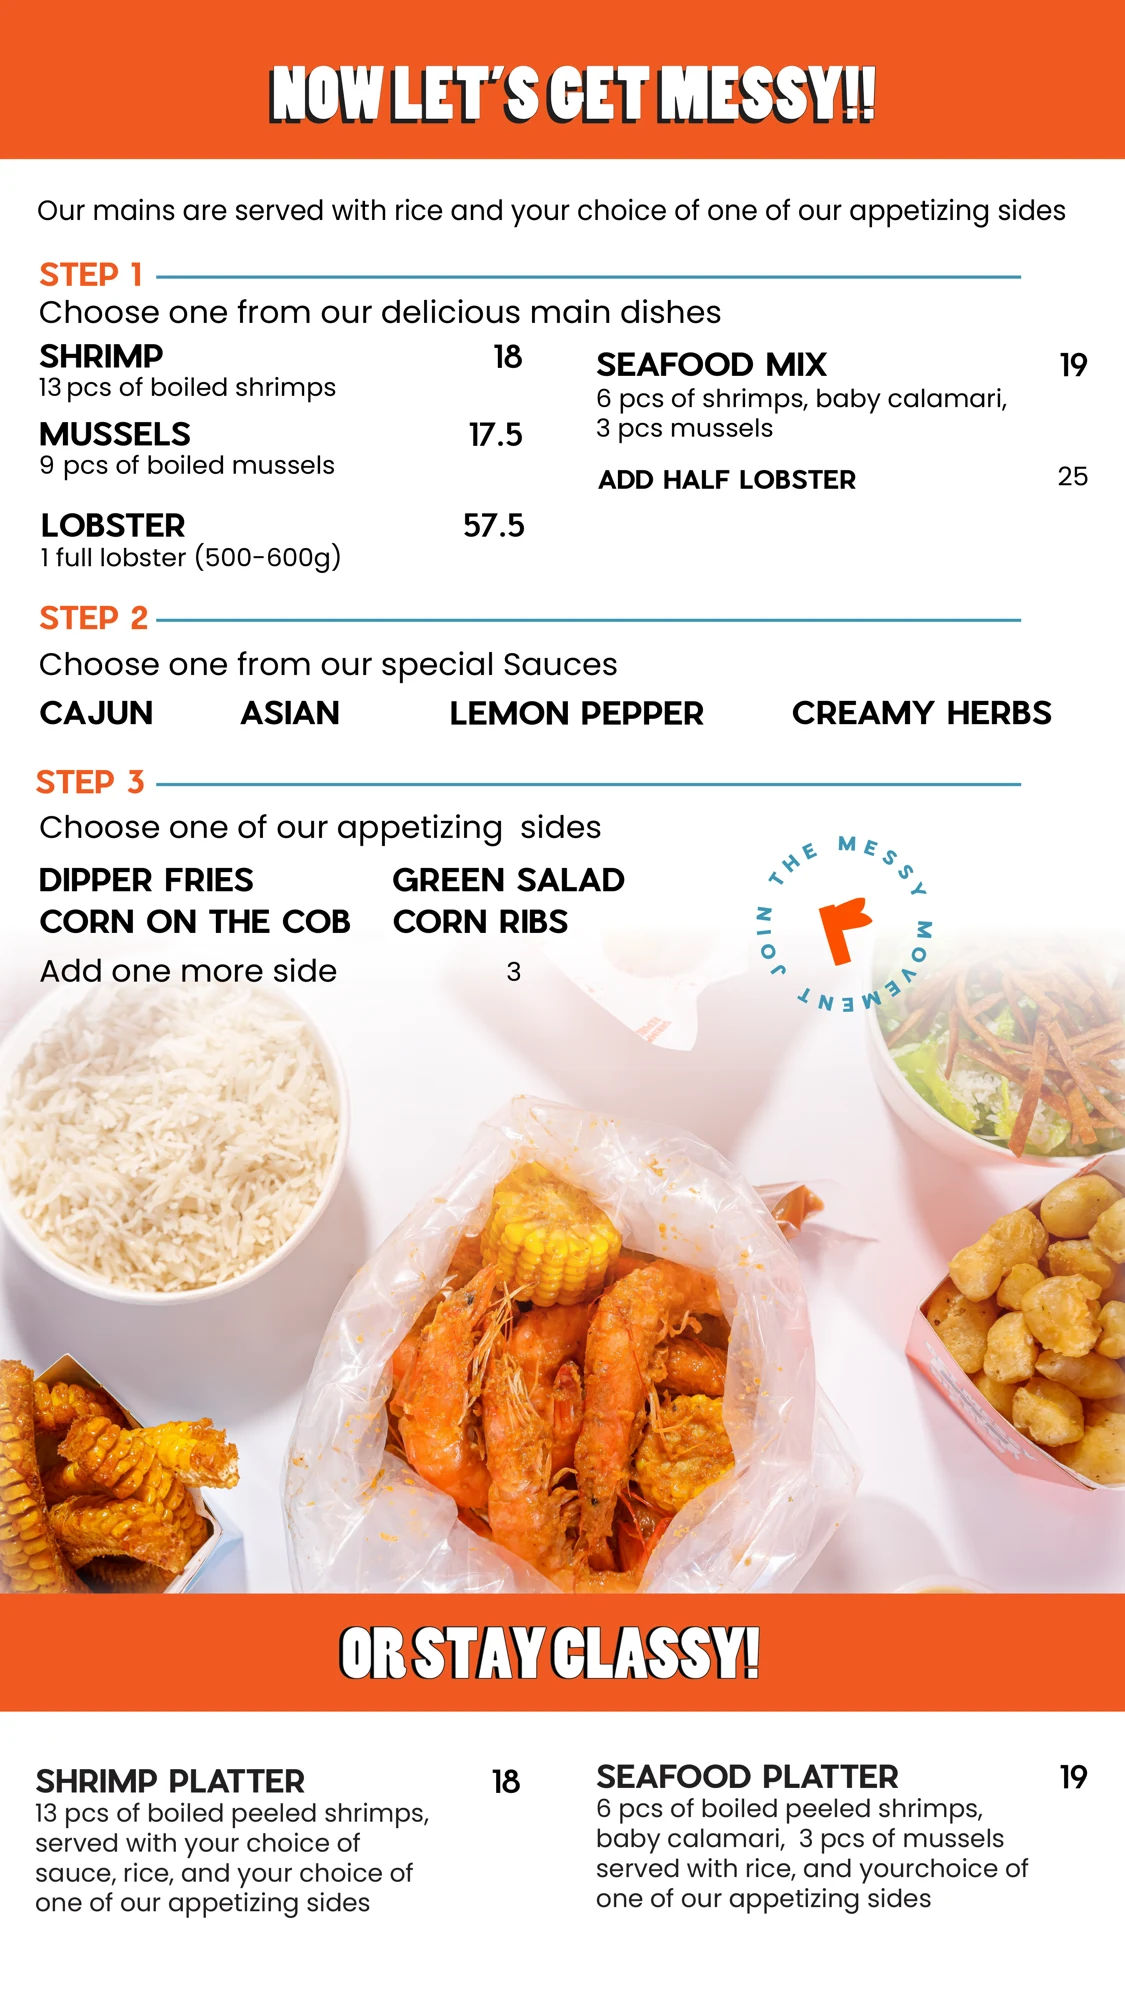 NOW LET'S GET MESSY!!
Our mains are served with rice and your choice of one of our appetizing sides
STEP 1
Choose one from our delicious main dishes
SHRIMP 18
13 pcs of boiled shrimps
MUSSELS 17.5
9 pcs of boiled mussels
LOBSTER 57.5
1 full lobster (500-600g)
SEAFOOD MIX 19
6 pcs of shrimps, baby calamari,
3 pcs mussels
ADD HALF LOBSTER 25
STEP 2
Choose one from our special Sauces
CAJUN ASIAN LEMON PEPPER CREAMY HERBS
STEP 3
Choose one of our appetizing sides
DIPPER FRIES GREEN SALAD
CORN ON THE COB CORN RIBS
Add one more side 3
JOIN THE MESSY MOVEMENT
OR STAY CLASSY!
SHRIMP PLATTER 18
13 pcs of boiled peeled shrimps,
served with your choice of
sauce, rice, and your choice of
one of our appetizing sides
SEAFOOD PLATTER 19
6 pcs of boiled peeled shrimps,
baby calamari, 3 pcs of mussels
served with rice, and yourchoice of
one of our appetizing sides